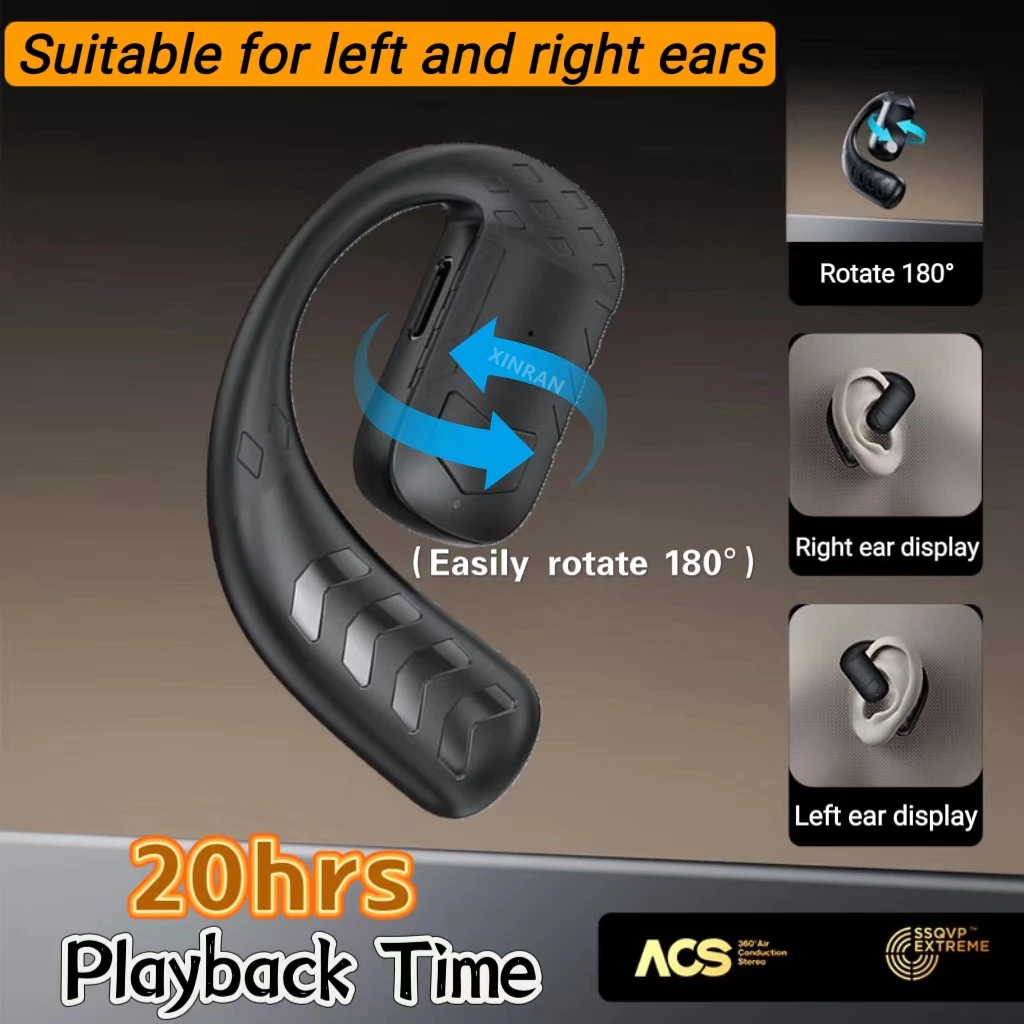 Suitable for left and right ears
Rotate 180°
XINRAN
(Easily rotate 180°)
Right ear display
Left ear display
20hrs
Playback Time
ACS
360°Air
Conduction
Stereo
SSQVP™
EXTREME